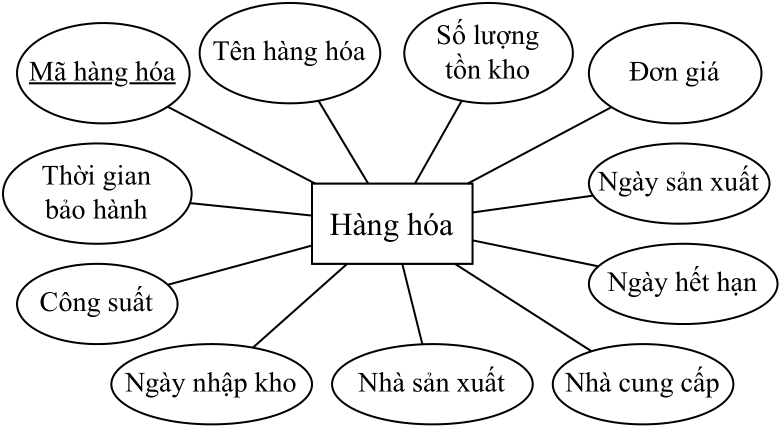 Mã hàng hóa
Tên hàng hóa
Số lượng
tồn kho
Đơn giá
Thời gian
bảo hành
Ngày sản xuất
Hàng hóa
Công suất
Ngày hết hạn
Ngày nhập kho
Nhà sản xuất
Nhà cung cấp